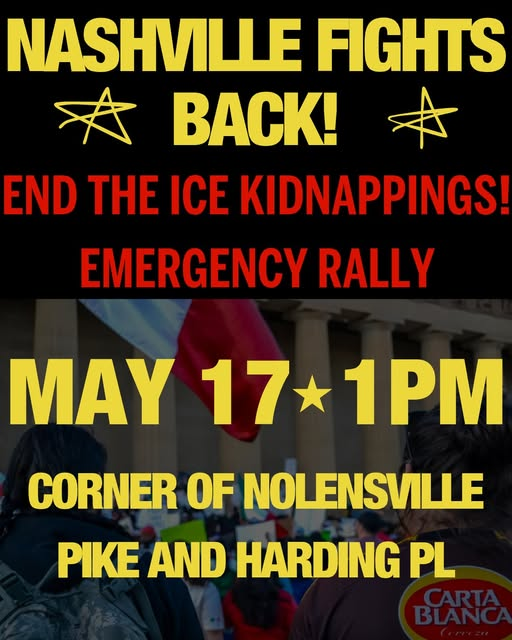 NASHVILLE FIGHTS
BACK!
END THE ICE KIDNAPPINGS!
EMERGENCY RALLY
MAY 17★1PM
CORNER OF NOLENSVILLE
PIKE AND HARDING PL
CARTA
BLANCA
Cerveza